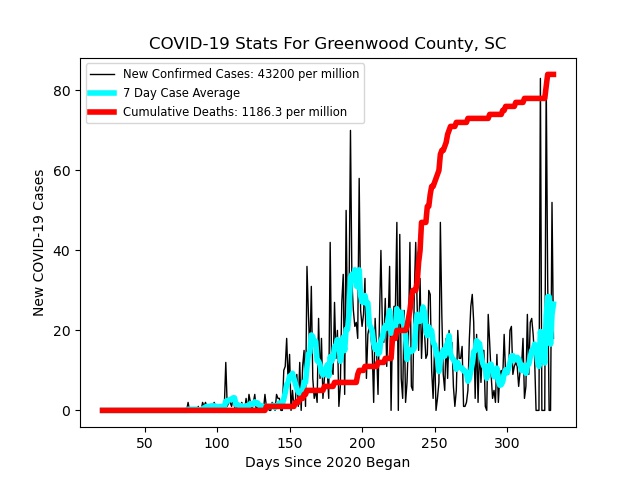 COVID-19 Stats For Greenwood County, SC
New Confirmed Cases: 43200 per million
7 Day Case Average
Cumulative Deaths: 1186.3 per million
New COVID-19 Cases
80
60
40
20
0
50 100 150 200 250 300
Days Since 2020 Began